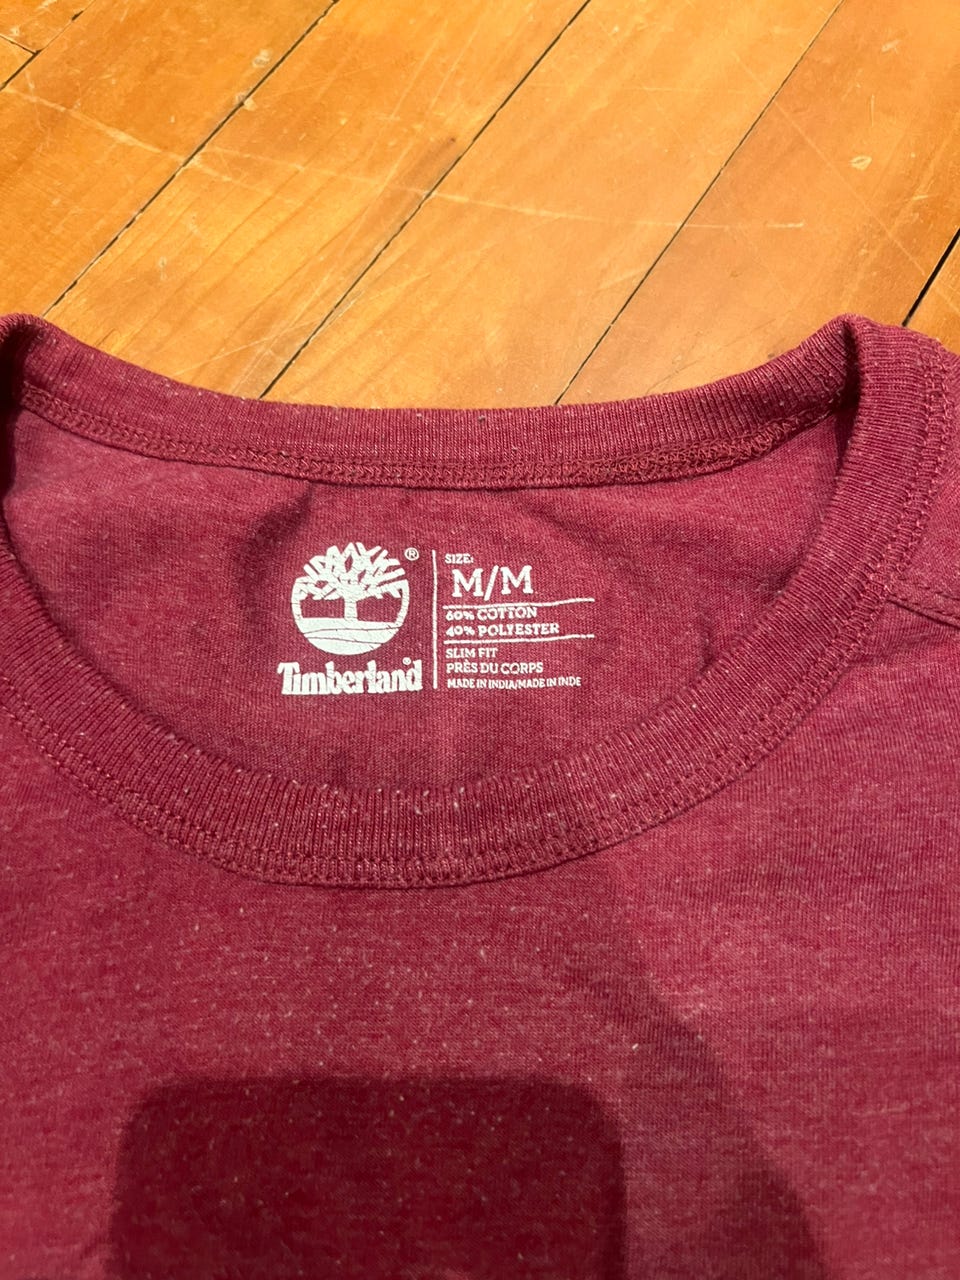 ®
Timberland
SIZE:
M/M
60% COTTON
40% POLYESTER
SLIM FIT
PRÈS DU CORPS
MADE IN INDIA/MADE IN INDE